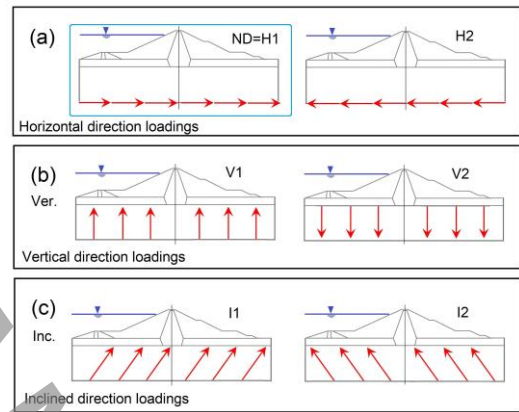 (a)
ND=H1
H2
Horizontal direction loadings
(b)
Ver.
V1
V2
Vertical direction loadings
(c)
Inc.
I1
I2
Inclined direction loadings